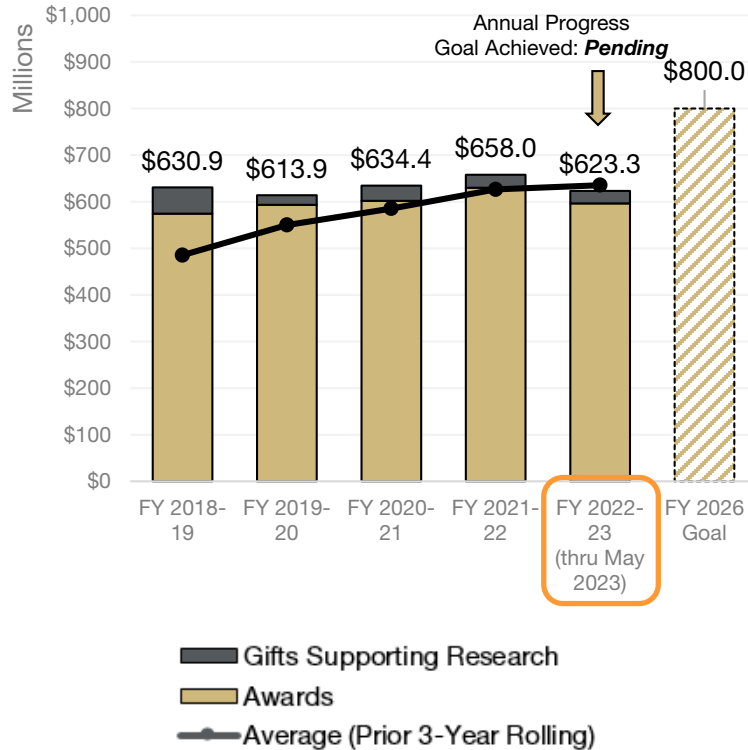 Millions
$1,000
$900
$800
$700
$600
$500
$400
$300
$200
$100
$0
Annual Progress
Goal Achieved: Pending
$630.9
$613.9
$634.4
$658.0
$623.3
$800.0
FY 2018-
19
FY 2019-
20
FY 2020-
21
FY 2021-
22
FY 2022-
23
(thru May
2023)
FY 2026
Goal
Gifts Supporting Research
Awards
Average (Prior 3-Year Rolling)